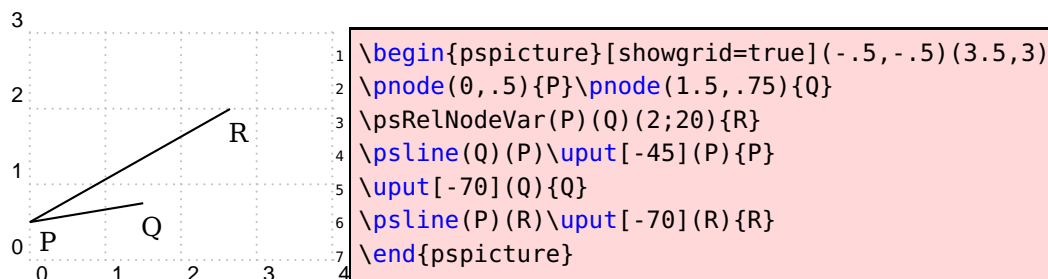 3
2
1
0
0 1 2 3 4
P
Q
R
1 \begin{pspicture}[showgrid=true](-.5,-.5)(3.5,3)
2 \pnode(0,.5){P}\pnode(1.5,.75){Q}
3 \psRelNodeVar(P)(Q)(2;20){R}
4 \psline(Q)(P)\uput[-45](P){P}
5 \uput[-70](Q){Q}
6 \psline(P)(R)\uput[-70](R){R}
7 \end{pspicture}